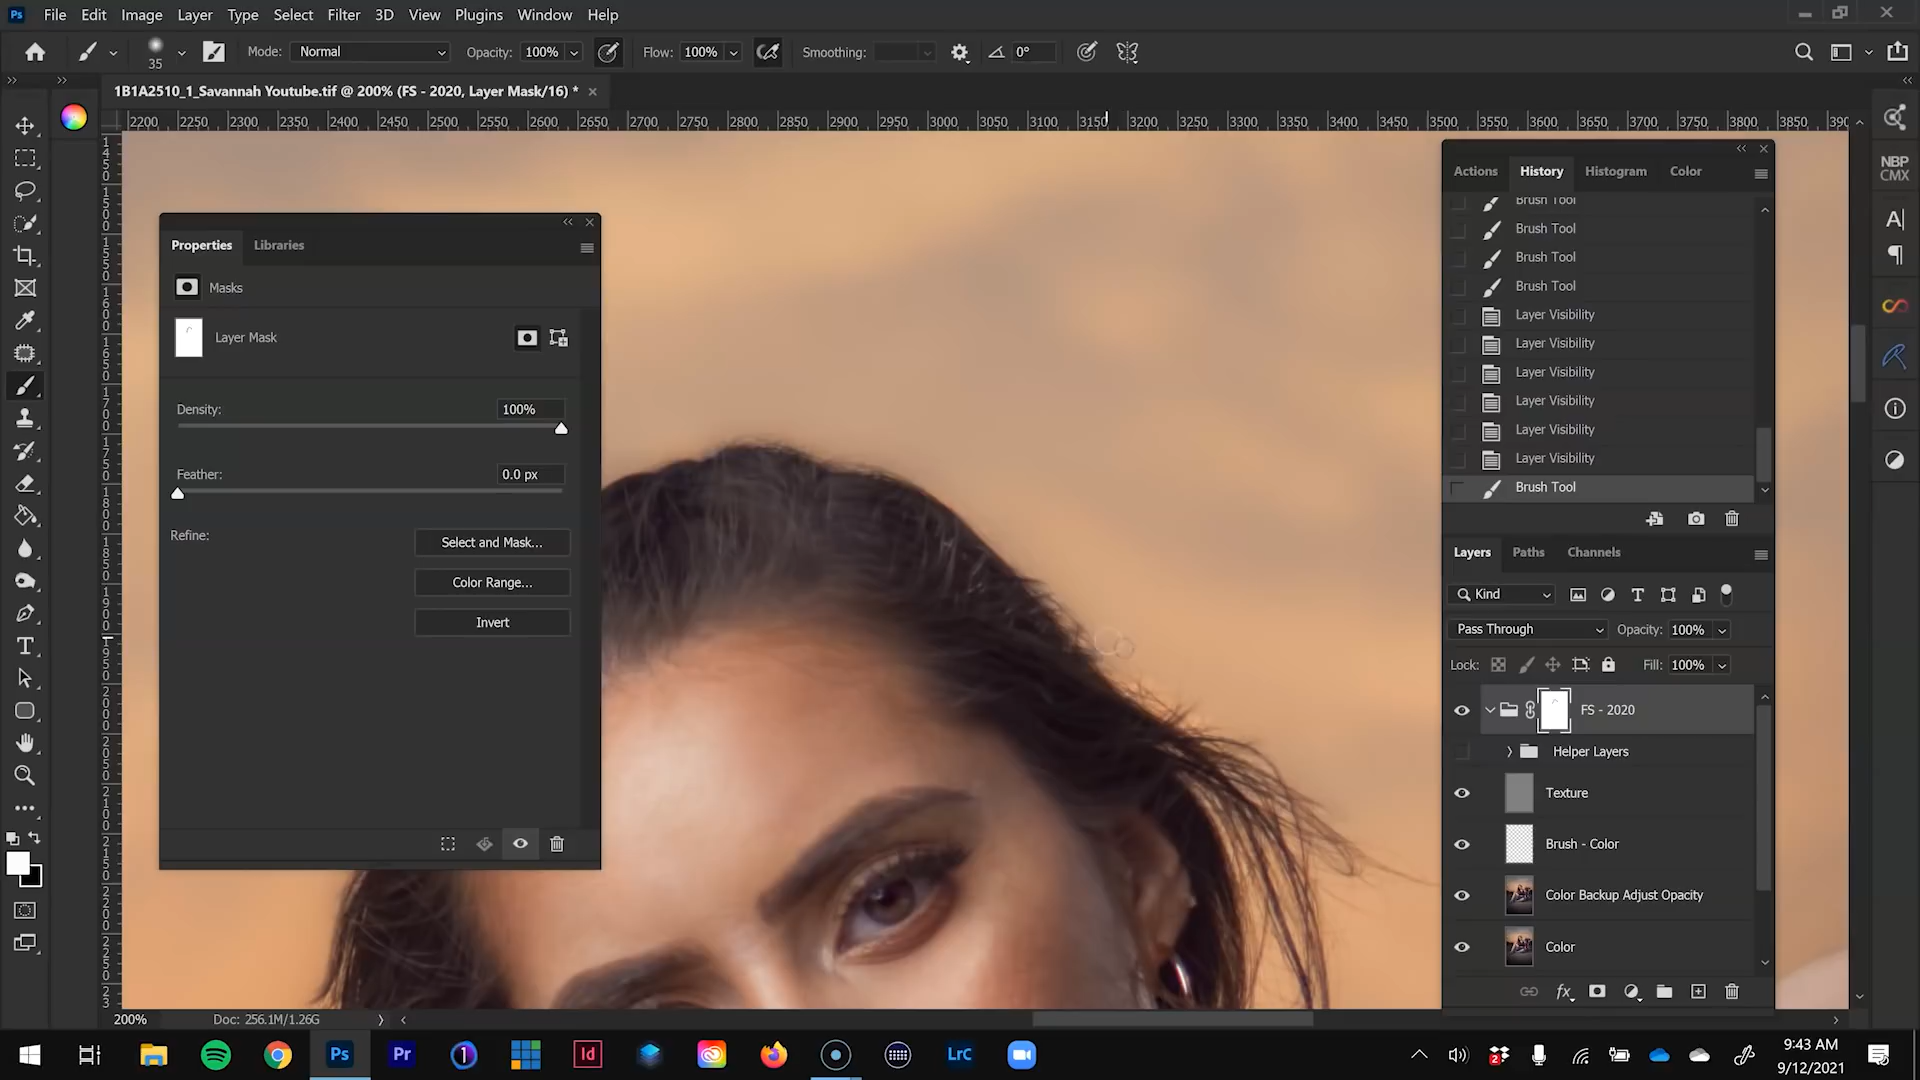 Ps File Edit Image Layer Type Select Filter 3D View Plugins Window Help
35 Mode: Normal Opacity: 100% Flow: 100% Smoothing: 0°
1B1A2510_1_Savannah Youtube.tif @ 200% (FS - 2020, Layer Mask/16) *
2200 2250 2300 2350 2400 2450 2500 2550 2600 2650 2700 2750 2800 2850 2900 2950 3000 3050 3100 3150 3200 3250 3300 3350 3400 3450 3500 3550 3600 3650 3700 3750 3800 3850
Properties Libraries
Masks
Layer Mask
Density: 100%
Feather: 0.0 px
Refine: Select and Mask...
Color Range...
Invert
Actions History Histogram Color
NBP
CMX
Brush Tool
Brush Tool
Brush Tool
Brush Tool
Layer Visibility
Layer Visibility
Layer Visibility
Layer Visibility
Layer Visibility
Layer Visibility
Brush Tool
Layers Paths Channels
Kind
Pass Through Opacity: 100%
Lock: Fill: 100%
FS - 2020
Helper Layers
Texture
Brush - Color
Color Backup Adjust Opacity
Color
200% Doc: 256.1M/1.26G
Ps Pr Id LrC
9:43 AM
9/12/2021